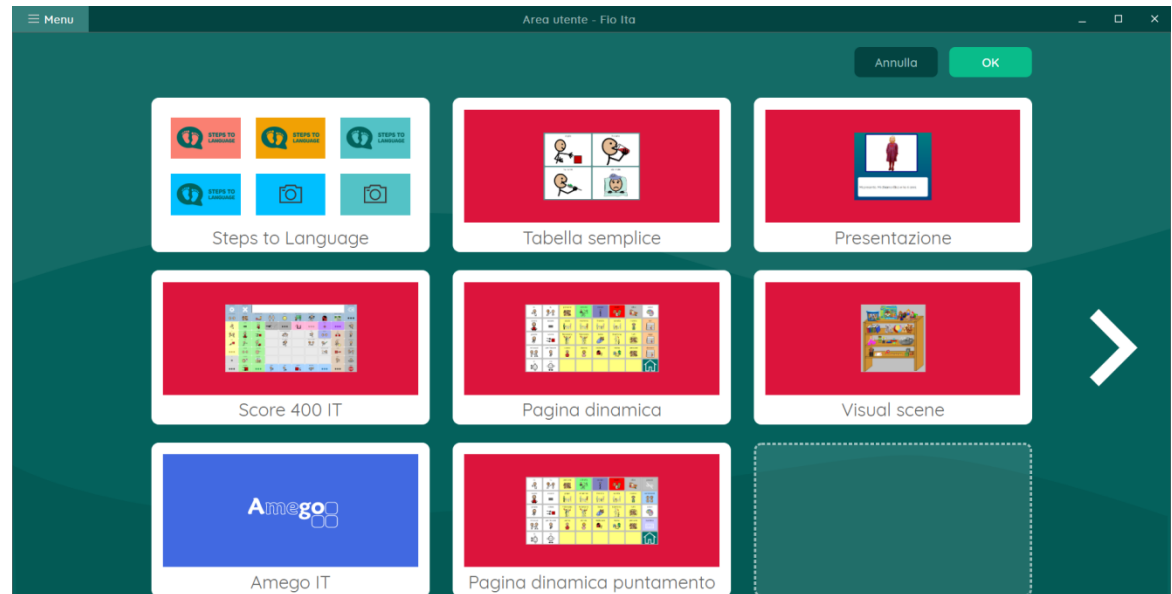 Menu
Area utente - Fio Ita
Annulla
OK
STEPS TO
LANGUAGE
STEPS TO
LANGUAGE
STEPS TO
LANGUAGE
STEPS TO
LANGUAGE
Steps to Language
Tabella semplice
Presentazione
Score 400 IT
Pagina dinamica
Visual scene
Amego
Amego IT
Pagina dinamica puntamento